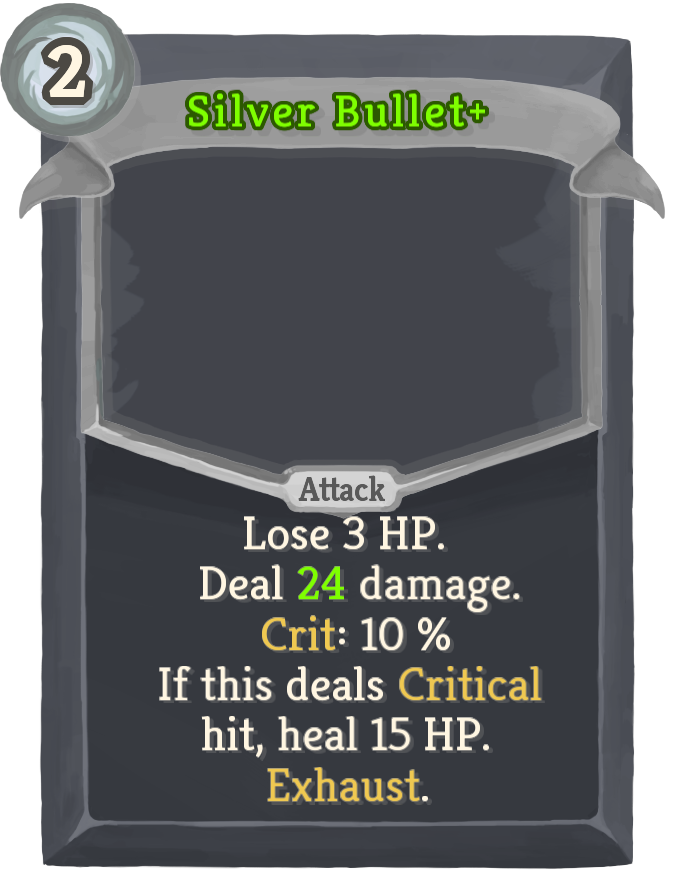 2
Silver Bullet+
Attack
Lose 3 HP.
Deal 24 damage.
Crit: 10 %
If this deals Critical
hit, heal 15 HP.
Exhaust.